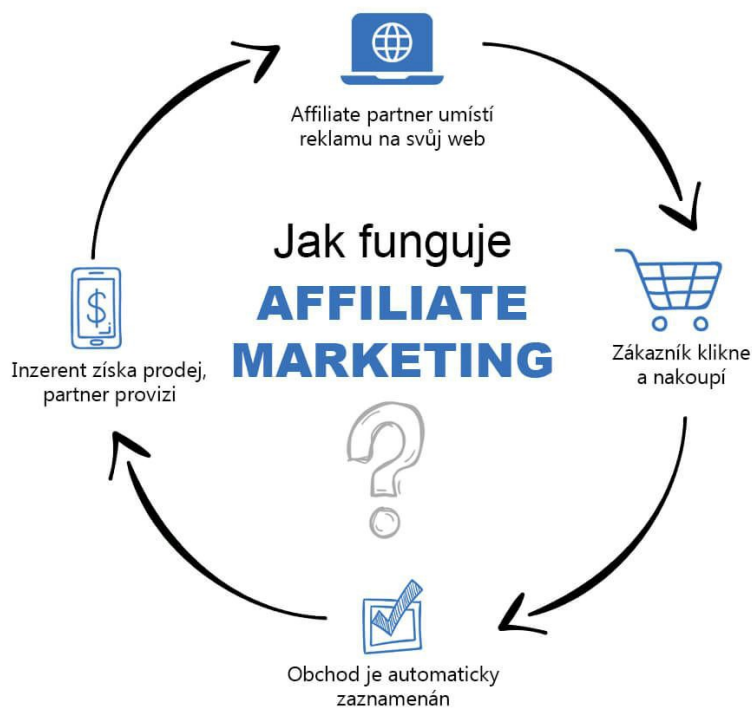 Affiliate partner umístí
reklamu na svůj web
Jak funguje
AFFILIATE
MARKETING
?
Zákazník klikne
a nakoupí
Obchod je automaticky
zaznamenán
$
Inzerent získa prodej,
partner provizi